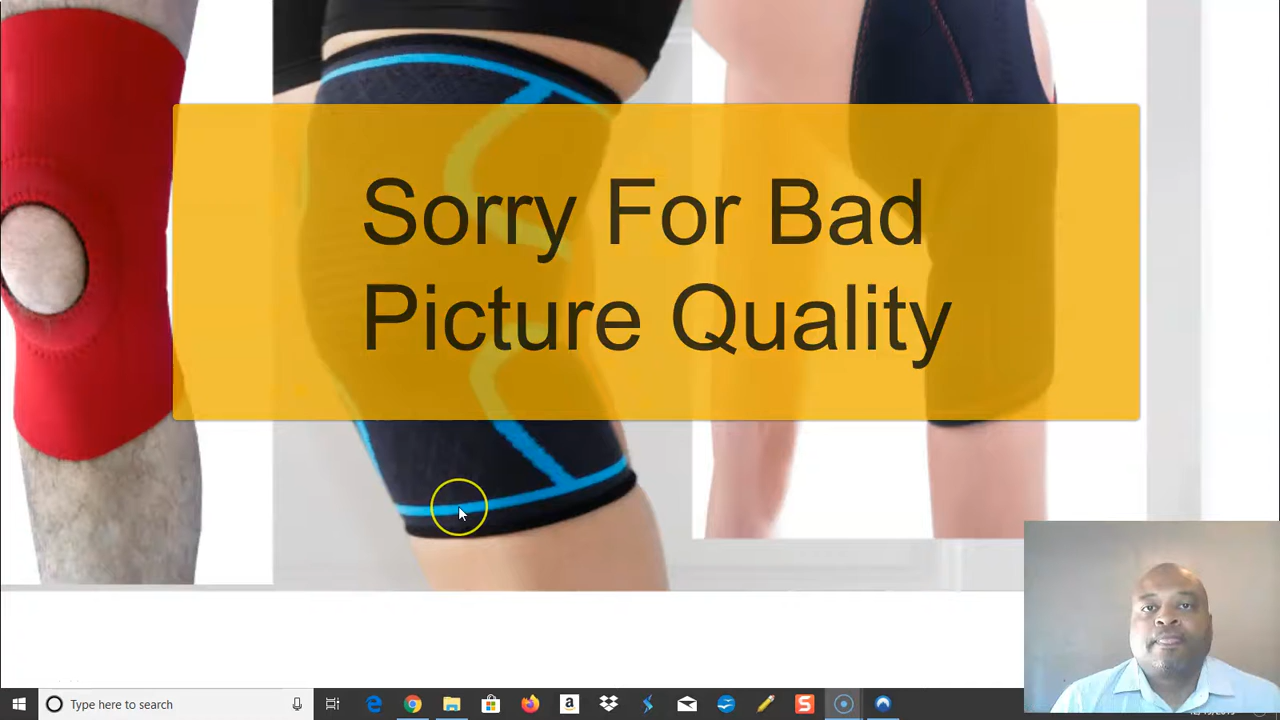 Sorry For Bad
Picture Quality
Type here to search
a
S